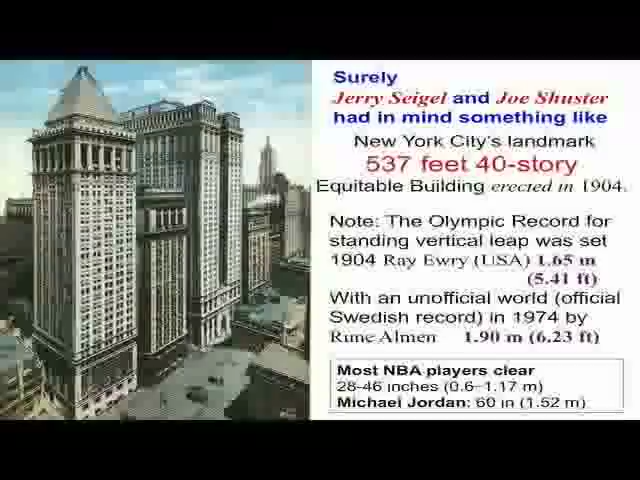 Surely
Jerry Seigel and Joe Shuster
had in mind something like
New York City's landmark
537 feet 40-story
Equitable Building erected in 1904.
Note: The Olympic Record for
standing vertical leap was set
1904 Ray Ewry (USA) 1.65 m
(5.41 ft)
With an unofficial world (official
Swedish record) in 1974 by
Rune Almen 1.90 m (6.23 ft)
Most NBA players clear
28-46 inches (0.6–1.17 m)
Michael Jordan: 60 in (1.52 m)